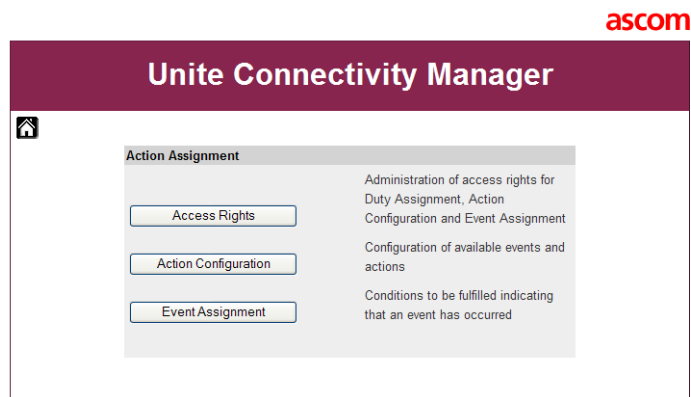 ascom
Unite Connectivity Manager
Action Assignment
Access Rights
Administration of access rights for
Duty Assignment, Action
Configuration and Event Assignment
Action Configuration
Configuration of available events and
actions
Event Assignment
Conditions to be fulfilled indicating
that an event has occurred